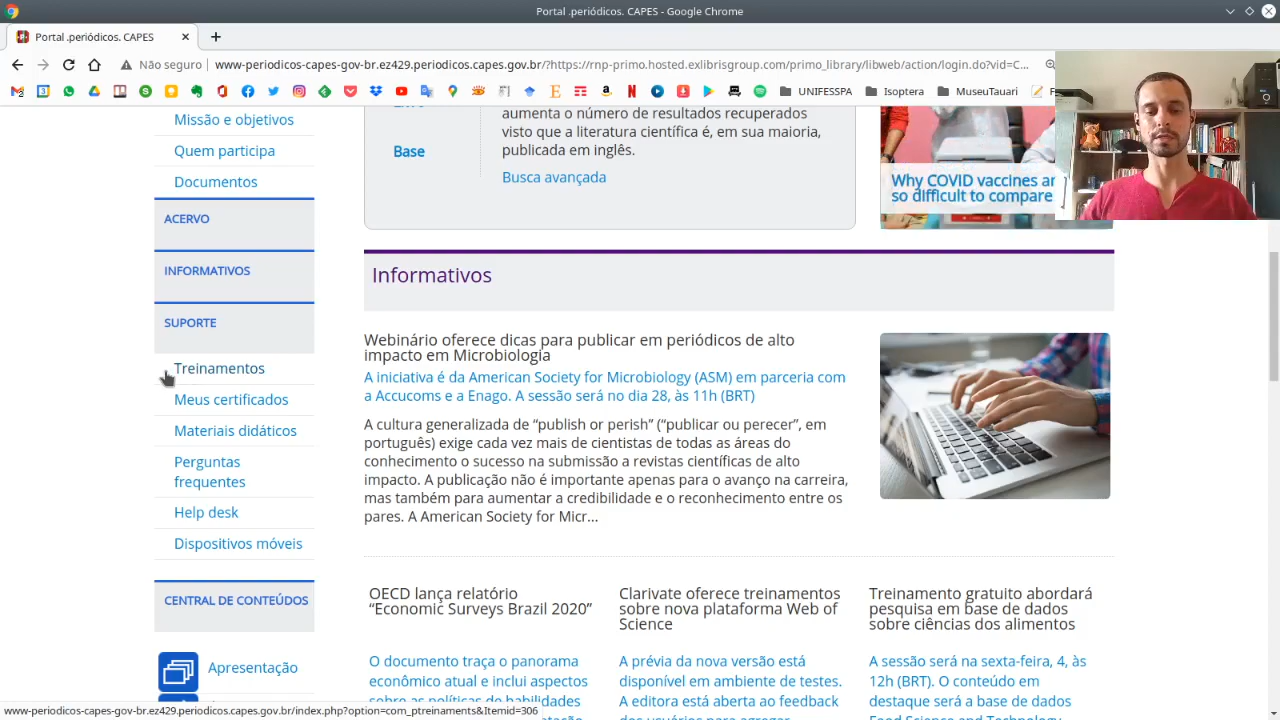 Portal .periódicos. CAPES - Google Chrome
Portal .periódicos. CAPES
Não seguro
www-periodicos-capes-gov-br.ez429.periodicos.capes.gov.br/?https://rnp-primo.hosted.exlibrisgroup.com/primo_library/libweb/action/login.do?vid=C...
UNIFESSPA
Isoptera
MuseuTauari
Missão e objetivos
Quem participa
Documentos
ACERVO
INFORMATIVOS
SUPORTE
Treinamentos
Meus certificados
Materiais didáticos
Perguntas
frequentes
Help desk
Dispositivos móveis
CENTRAL DE CONTEÚDOS
Apresentação
Base
aumenta o número de resultados recuperados
visto que a literatura científica é, em sua maioria,
publicada em inglês.
Busca avançada
Why COVID vaccines ar
so difficult to compare
Informativos
Webinário oferece dicas para publicar em periódicos de alto
impacto em Microbiologia
A iniciativa é da American Society for Microbiology (ASM) em parceria com
a Accucoms e a Enago. A sessão será no dia 28, às 11h (BRT)
A cultura generalizada de “publish or perish” (“publicar ou perecer”, em
português) exige cada vez mais de cientistas de todas as áreas do
conhecimento o sucesso na submissão a revistas científicas de alto
impacto. A publicação não é importante apenas para o avanço na carreira,
mas também para aumentar a credibilidade e o reconhecimento entre os
pares. A American Society for Micr...
OECD lança relatório
“Economic Surveys Brazil 2020”
O documento traça o panorama
econômico atual e inclui aspectos
sobre as políticas de habilidades
Clarivate oferece treinamentos
sobre nova plataforma Web of
Science
A prévia da nova versão está
disponível em ambiente de testes.
A editora está aberta ao feedback
dos usuários para agregar
Treinamento gratuito abordará
pesquisa em base de dados
sobre ciências dos alimentos
A sessão será na sexta-feira, 4, às
12h (BRT). O conteúdo em
destaque será a base de dados
Food Science and Technology
www-periodicos-capes-gov-br.ez429.periodicos.capes.gov.br/index.php?option=com_ptreinaments&Itemid=306